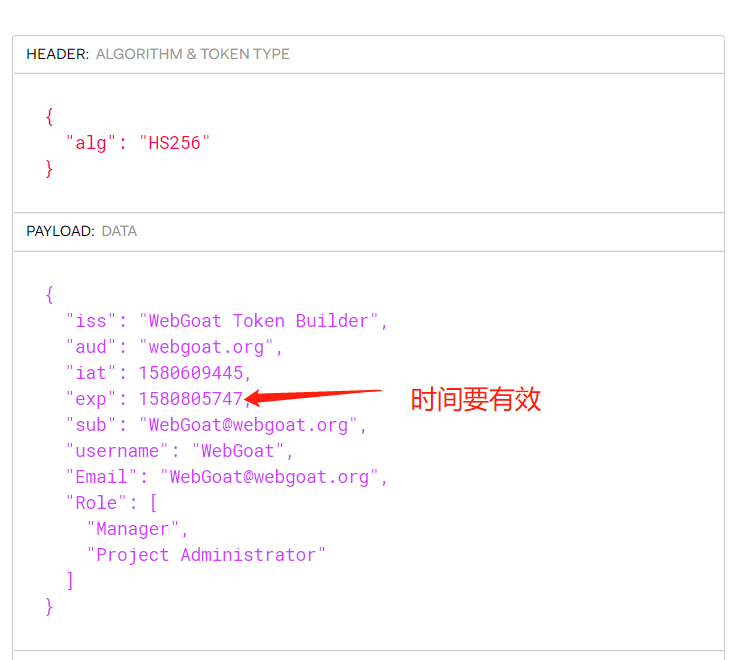 HEADER: ALGORITHM & TOKEN TYPE
{
"alg": "HS256"
}
PAYLOAD: DATA
{
"iss": "WebGoat Token Builder",
"aud": "webgoat.org",
"iat": 1580609445,
"exp": 1580805747, 时间要有效
"sub": "WebGoat@webgoat.org",
"username": "WebGoat",
"Email": "WebGoat@webgoat.org",
"Role": [
"Manager",
"Project Administrator"
]
}